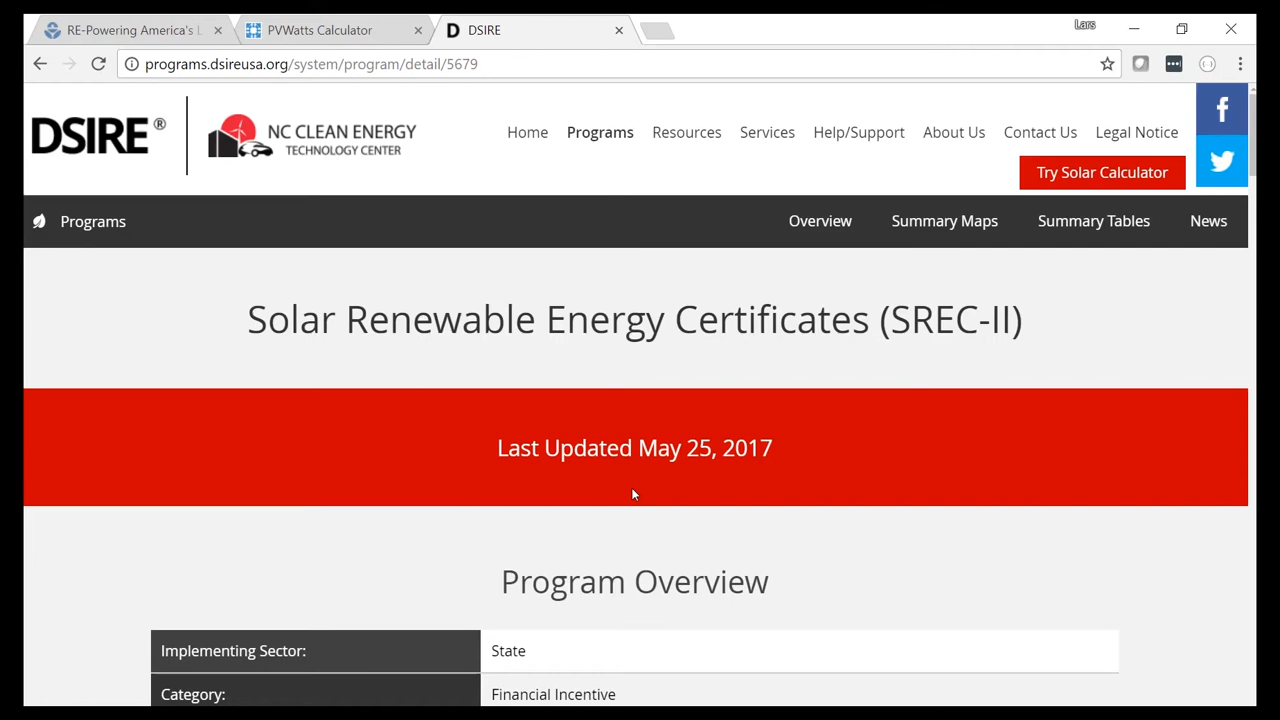 RE-Powering America's L
PVWatts Calculator
D DSIRE
Lars
programs.dsireusa.org/system/program/detail/5679
DSIRE ®
NC CLEAN ENERGY
TECHNOLOGY CENTER
Home Programs Resources Services Help/Support About Us Contact Us Legal Notice
Try Solar Calculator
Programs Overview Summary Maps Summary Tables News
Solar Renewable Energy Certificates (SREC-II)
Last Updated May 25, 2017
Program Overview
Implementing Sector: State
Category: Financial Incentive